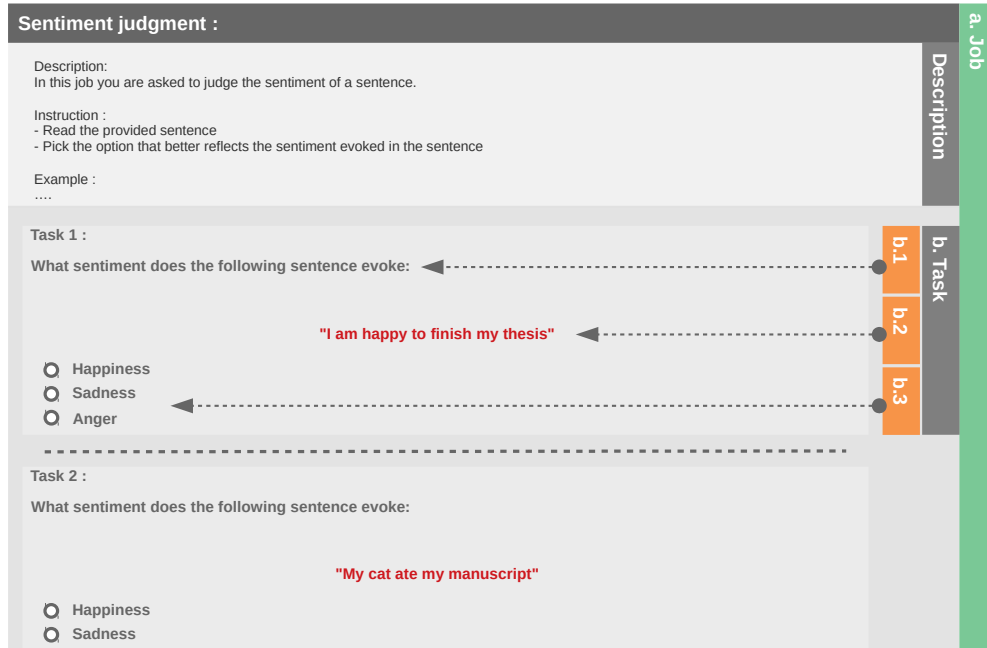 Sentiment judgment :
a. Job
Description:
In this job you are asked to judge the sentiment of a sentence.
Description
Instruction :
- Read the provided sentence
- Pick the option that better reflects the sentiment evoked in the sentence
Example :
....
Task 1 :
b. Task
What sentiment does the following sentence evoke:
b.1
"I am happy to finish my thesis"
b.2
Happiness
Sadness
Anger
b.3
Task 2 :
What sentiment does the following sentence evoke:
"My cat ate my manuscript"
Happiness
Sadness